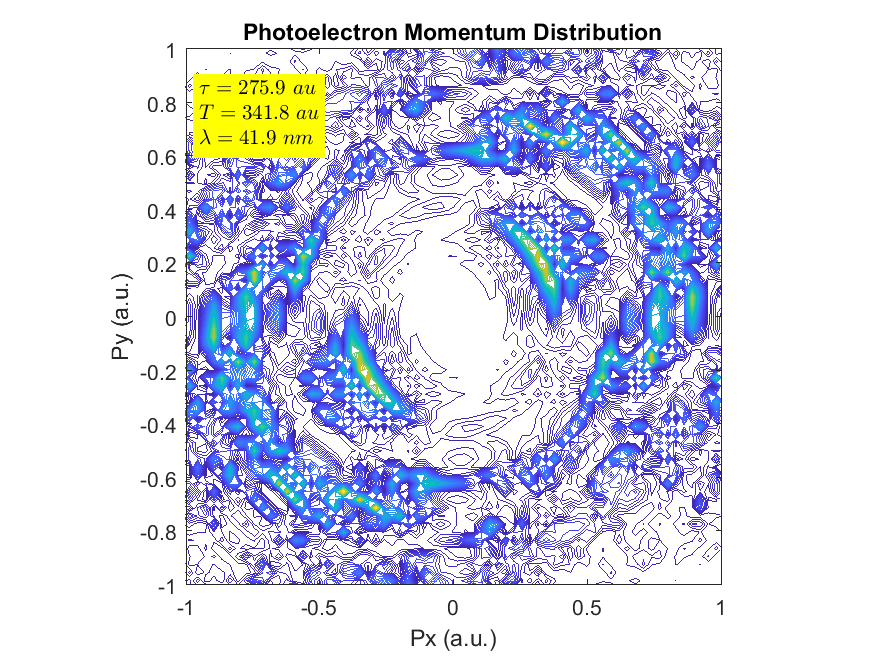 Photoelectron Momentum Distribution
τ = 275.9 au
T = 341.8 au
λ = 41.9 nm
1
0.8
0.6
0.4
0.2
0
-0.2
-0.4
-0.6
-0.8
-1
Py (a.u.)
-1
-0.5
0
0.5
1
Px (a.u.)